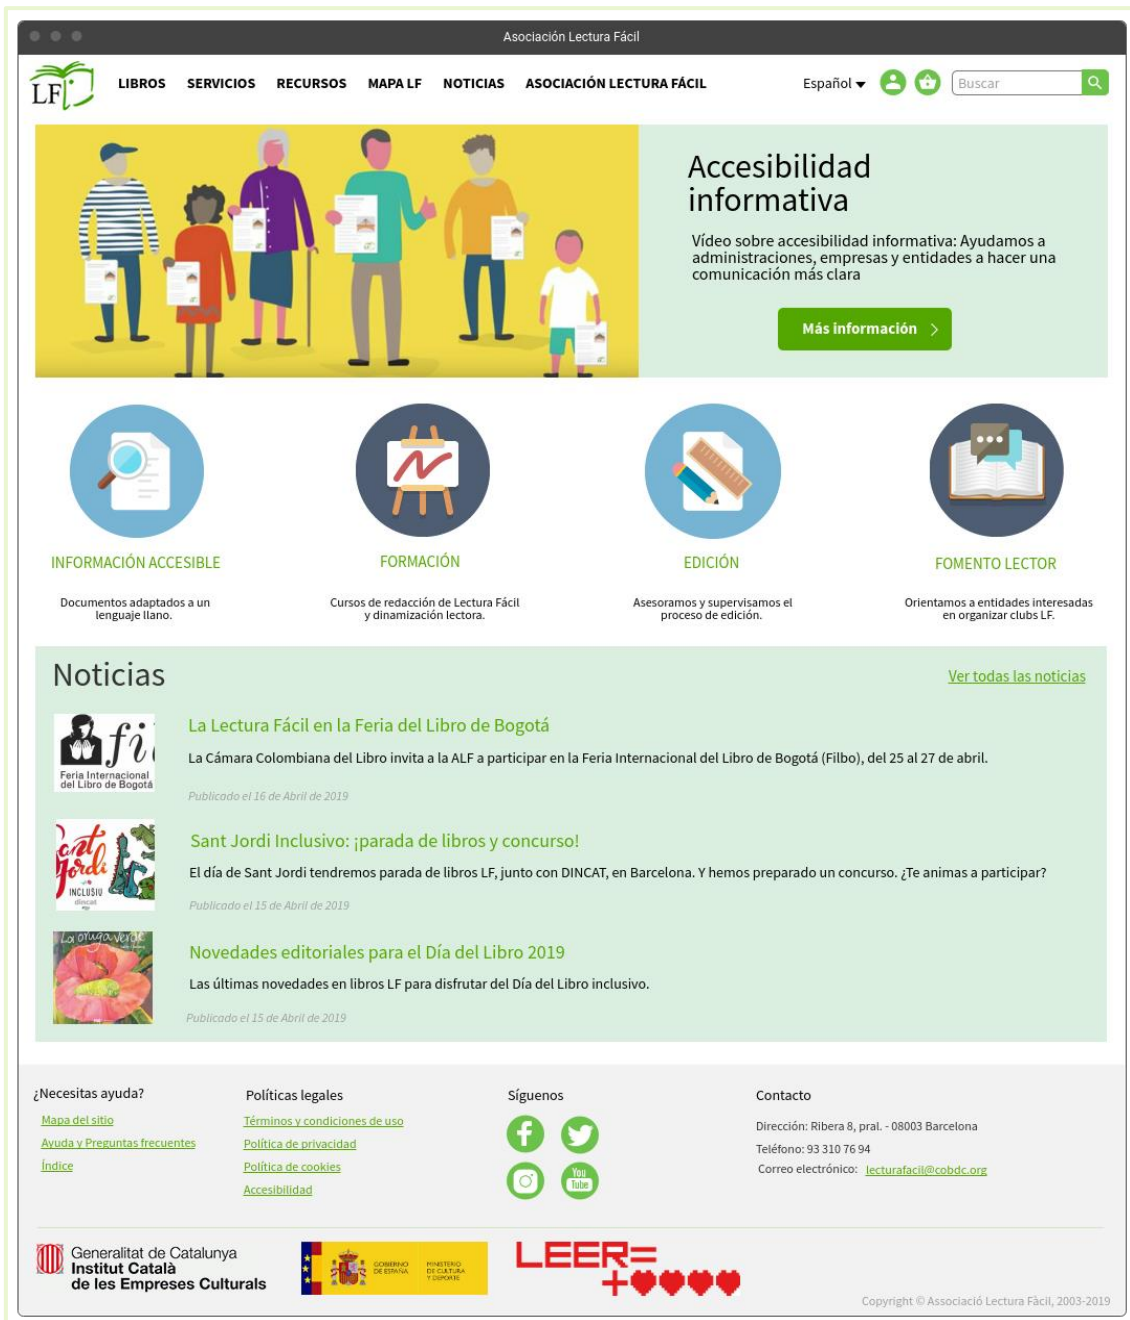 Asociación Lectura Fácil
LF
LIBROS SERVICIOS RECURSOS MAPA LF NOTICIAS ASOCIACIÓN LECTURA FÁCIL Español Buscar
Accesibilidad
informativa
Vídeo sobre accesibilidad informativa: Ayudamos a
administraciones, empresas y entidades a hacer una
comunicación más clara
Más información
INFORMACIÓN ACCESIBLE
Documentos adaptados a un
lenguaje llano.
FORMACIÓN
Cursos de redacción de Lectura Fácil
y dinamización lectora.
EDICIÓN
Asesoramos y supervisamos el
proceso de edición.
FOMENTO LECTOR
Orientamos a entidades interesadas
en organizar clubs LF.
Noticias
Ver todas las noticias
fil
Feria Internacional
del Libro de Bogotá
La Lectura Fácil en la Feria del Libro de Bogotá
La Cámara Colombiana del Libro invita a la ALF a participar en la Feria Internacional del Libro de Bogotá (Filbo), del 25 al 27 de abril.
Publicado el 16 de Abril de 2019
ant
Jordi
INCLUSIU
dincat
Sant Jordi Inclusivo: ¡parada de libros y concurso!
El día de Sant Jordi tendremos parada de libros LF, junto con DINCAT, en Barcelona. Y hemos preparado un concurso. ¿Te animas a participar?
Publicado el 15 de Abril de 2019
La oruga verde
Novedades editoriales para el Día del Libro 2019
Las últimas novedades en libros LF para disfrutar del Día del Libro inclusivo.
Publicado el 15 de Abril de 2019
¿Necesitas ayuda?
Mapa del sitio
Ayuda y Preguntas frecuentes
Índice
Políticas legales
Términos y condiciones de uso
Política de privacidad
Política de cookies
Accesibilidad
Síguenos
You
Tube
Contacto
Dirección: Ribera 8, pral. - 08003 Barcelona
Teléfono: 93 310 76 94
Correo electrónico: lecturafacil@cobdc.org
Generalitat de Catalunya
Institut Català
de les Empreses Culturals
GOBIERNO
DE ESPAÑA
MINISTERIO
DE CULTURA
Y DEPORTE
LEER=
+
Copyright © Associació Lectura Fàcil, 2003-2019